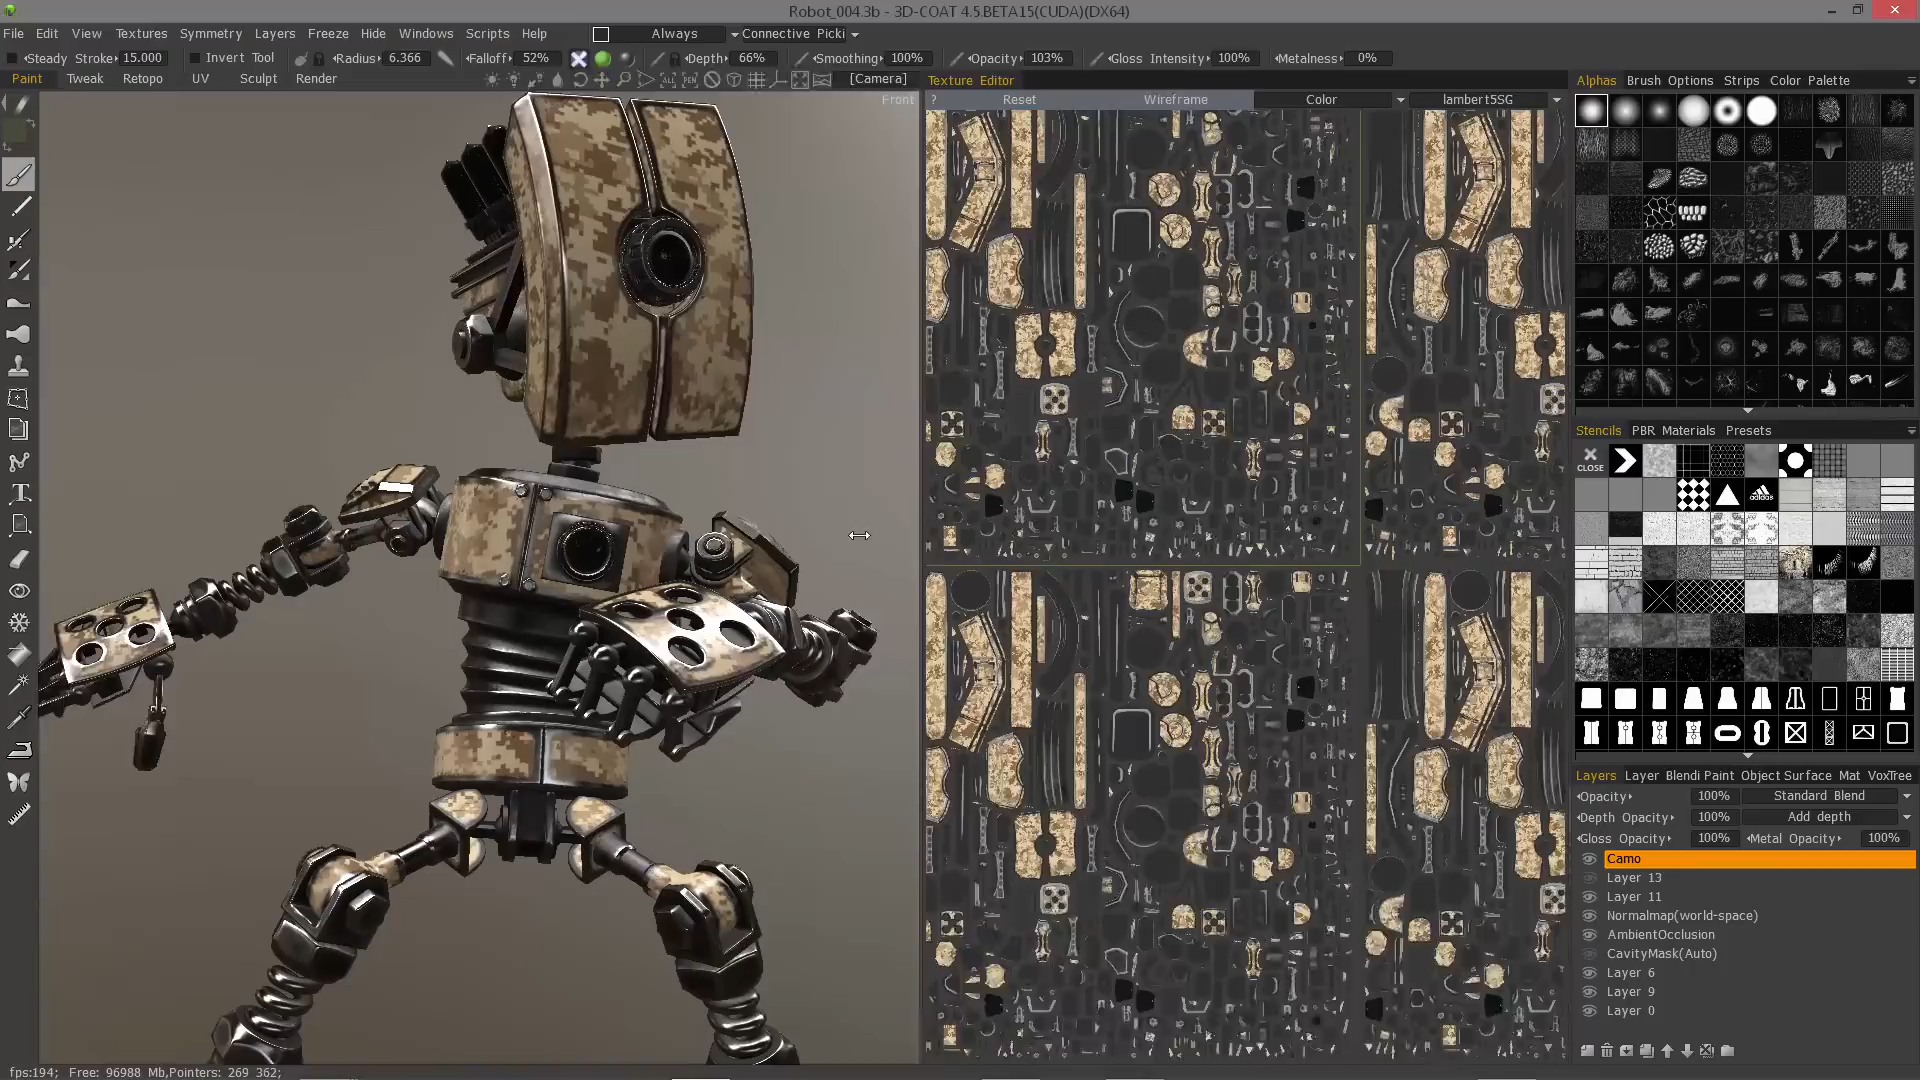 Robot_004.3b - 3D-COAT 4.5.BETA15(CUDA)(DX64)
File Edit View Textures Symmetry Layers Freeze Hide Windows Scripts Help Always Connective Picki
Steady Stroke 15.000 Invert Tool Radius 6.366 Falloff 52% Depth 66% Smoothing 100% Opacity 103% Gloss Intensity 100% Metalness 0%
Paint Tweak Retopo UV Sculpt Render ALL PEN [Camera] Texture Editor Alphas Brush Options Strips Color Palette
Front ? Reset Wireframe Color lambert5SG
Stencils PBR Materials Presets
CLOSE
adidas
Layers Layer Blendi Paint Object Surface Mat VoxTree
Opacity 100% Standard Blend
Depth Opacity 100% Add depth
Gloss Opacity 100% Metal Opacity 100%
Camo
Layer 13
Layer 11
Normalmap(world-space)
AmbientOcclusion
CavityMask(Auto)
Layer 6
Layer 9
Layer 0
fps:194; Free: 96988 Mb,Pointers: 269 362;